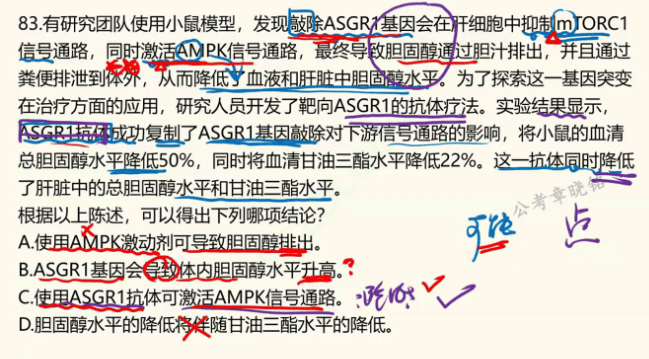 83.有研究团队使用小鼠模型，发现敲除ASGR1基因会在肝细胞中抑制mTORC1
信号通路，同时激活AMPK信号通路，最终导致胆固醇通过胆汁排出，并且通过
粪便排泄到体外，从而降低了血液和肝脏中胆固醇水平。为了探索这一基因突变
在治疗方面的应用，研究人员开发了靶向ASGR1的抗体疗法。实验结果显示，
ASGR1抗体成功复制了ASGR1基因敲除对下游信号通路的影响，将小鼠的血清
总胆固醇水平降低50%，同时将血清甘油三酯水平降低22%。这一抗体同时降低
了肝脏中的总胆固醇水平和甘油三酯水平。
公考章晓铭
根据以上陈述，可以得出下列哪项结论？
可能 点
A.使用AMPK激动剂可导致胆固醇排出。
B.ASGR1基因会导致体内胆固醇水平升高。?
C.使用ASGR1抗体可激活AMPK信号通路。
D.胆固醇水平的降低将伴随甘油三酯水平的降低。